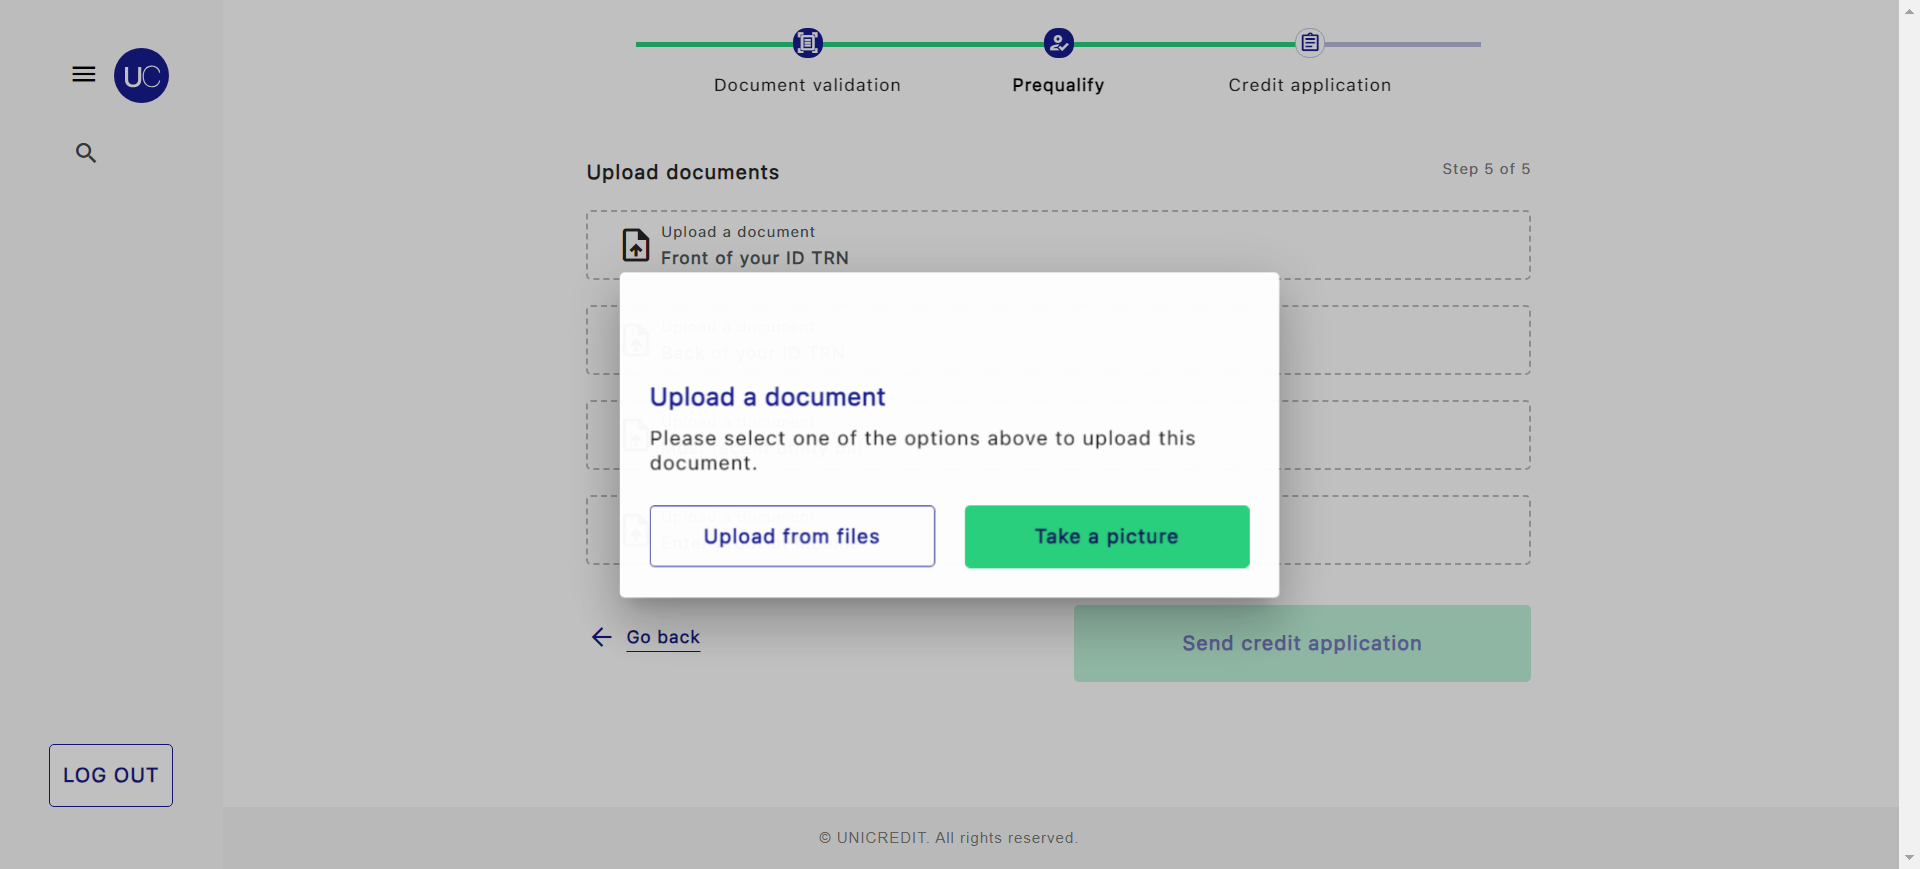 UC
Document validation
Prequalify
Credit application
Upload documents
Step 5 of 5
Upload a document
Front of your ID TRN
Upload a document
Back of your ID TRN
Upload a document
Please select one of the options above to upload this
document.
Upload from files
Take a picture
Go back
Send credit application
LOG OUT
© UNICREDIT. All rights reserved.